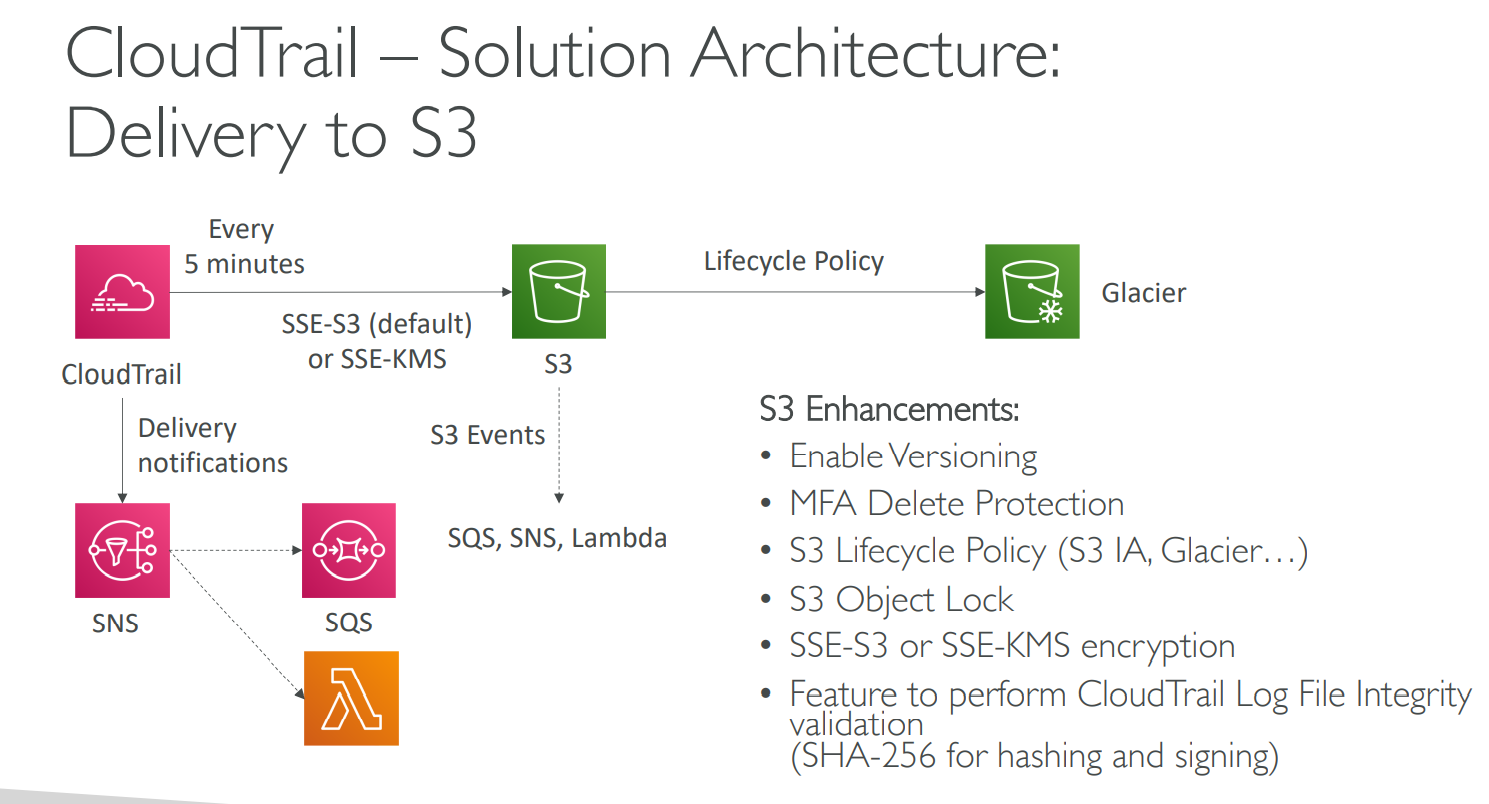 CloudTrail – Solution Architecture:
Delivery to S3
Every
5 minutes
SSE-S3 (default)
or SSE-KMS
CloudTrail
S3
Lifecycle Policy
Glacier
Delivery
notifications
S3 Events
SQS, SNS, Lambda
SNS
SQS
S3 Enhancements:
• Enable Versioning
• MFA Delete Protection
• S3 Lifecycle Policy (S3 IA, Glacier…)
• S3 Object Lock
• SSE-S3 or SSE-KMS encryption
• Feature to perform CloudTrail Log File Integrity
validation
(SHA-256 for hashing and signing)